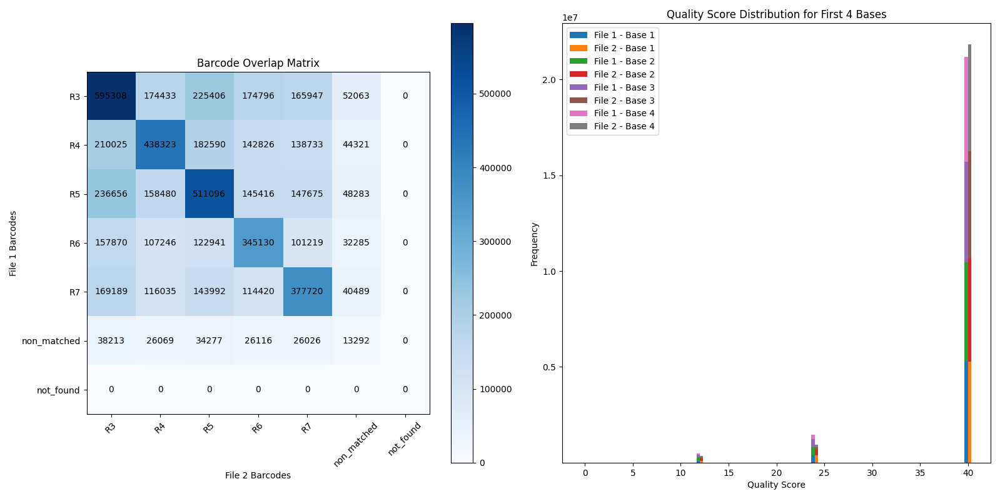 Barcode Overlap Matrix
File 1 Barcodes
R3 595308 174433 225406 174796 165947 52063 0
R4 210025 438323 182590 142826 138733 44321 0
R5 236656 158480 511096 145416 147675 48283 0
R6 157870 107246 122941 345130 101219 32285 0
R7 169189 116035 143992 114420 377720 40489 0
non_matched 38213 26069 34277 26116 26026 13292 0
not_found 0 0 0 0 0 0 0
R3 R4 R5 R6 R7 non_matched not_found
File 2 Barcodes
500000
400000
300000
200000
100000
0
Quality Score Distribution for First 4 Bases
1e7
File 1 - Base 1
File 2 - Base 1
File 1 - Base 2
File 2 - Base 2
File 1 - Base 3
File 2 - Base 3
File 1 - Base 4
File 2 - Base 4
Frequency
2.0
1.5
1.0
0.5
0 5 10 15 20 25 30 35 40
Quality Score